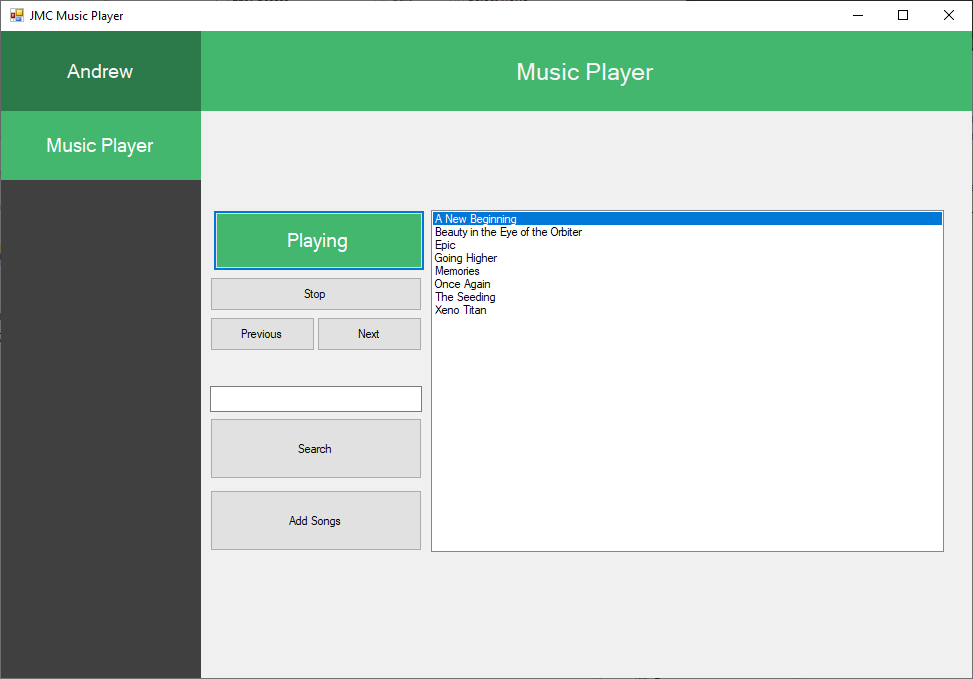 JMC Music Player
Andrew
Music Player
Music Player
Playing
Stop
Previous
Next
Search
Add Songs
A New Beginning
Beauty in the Eye of the Orbiter
Epic
Going Higher
Memories
Once Again
The Seeding
Xeno Titan